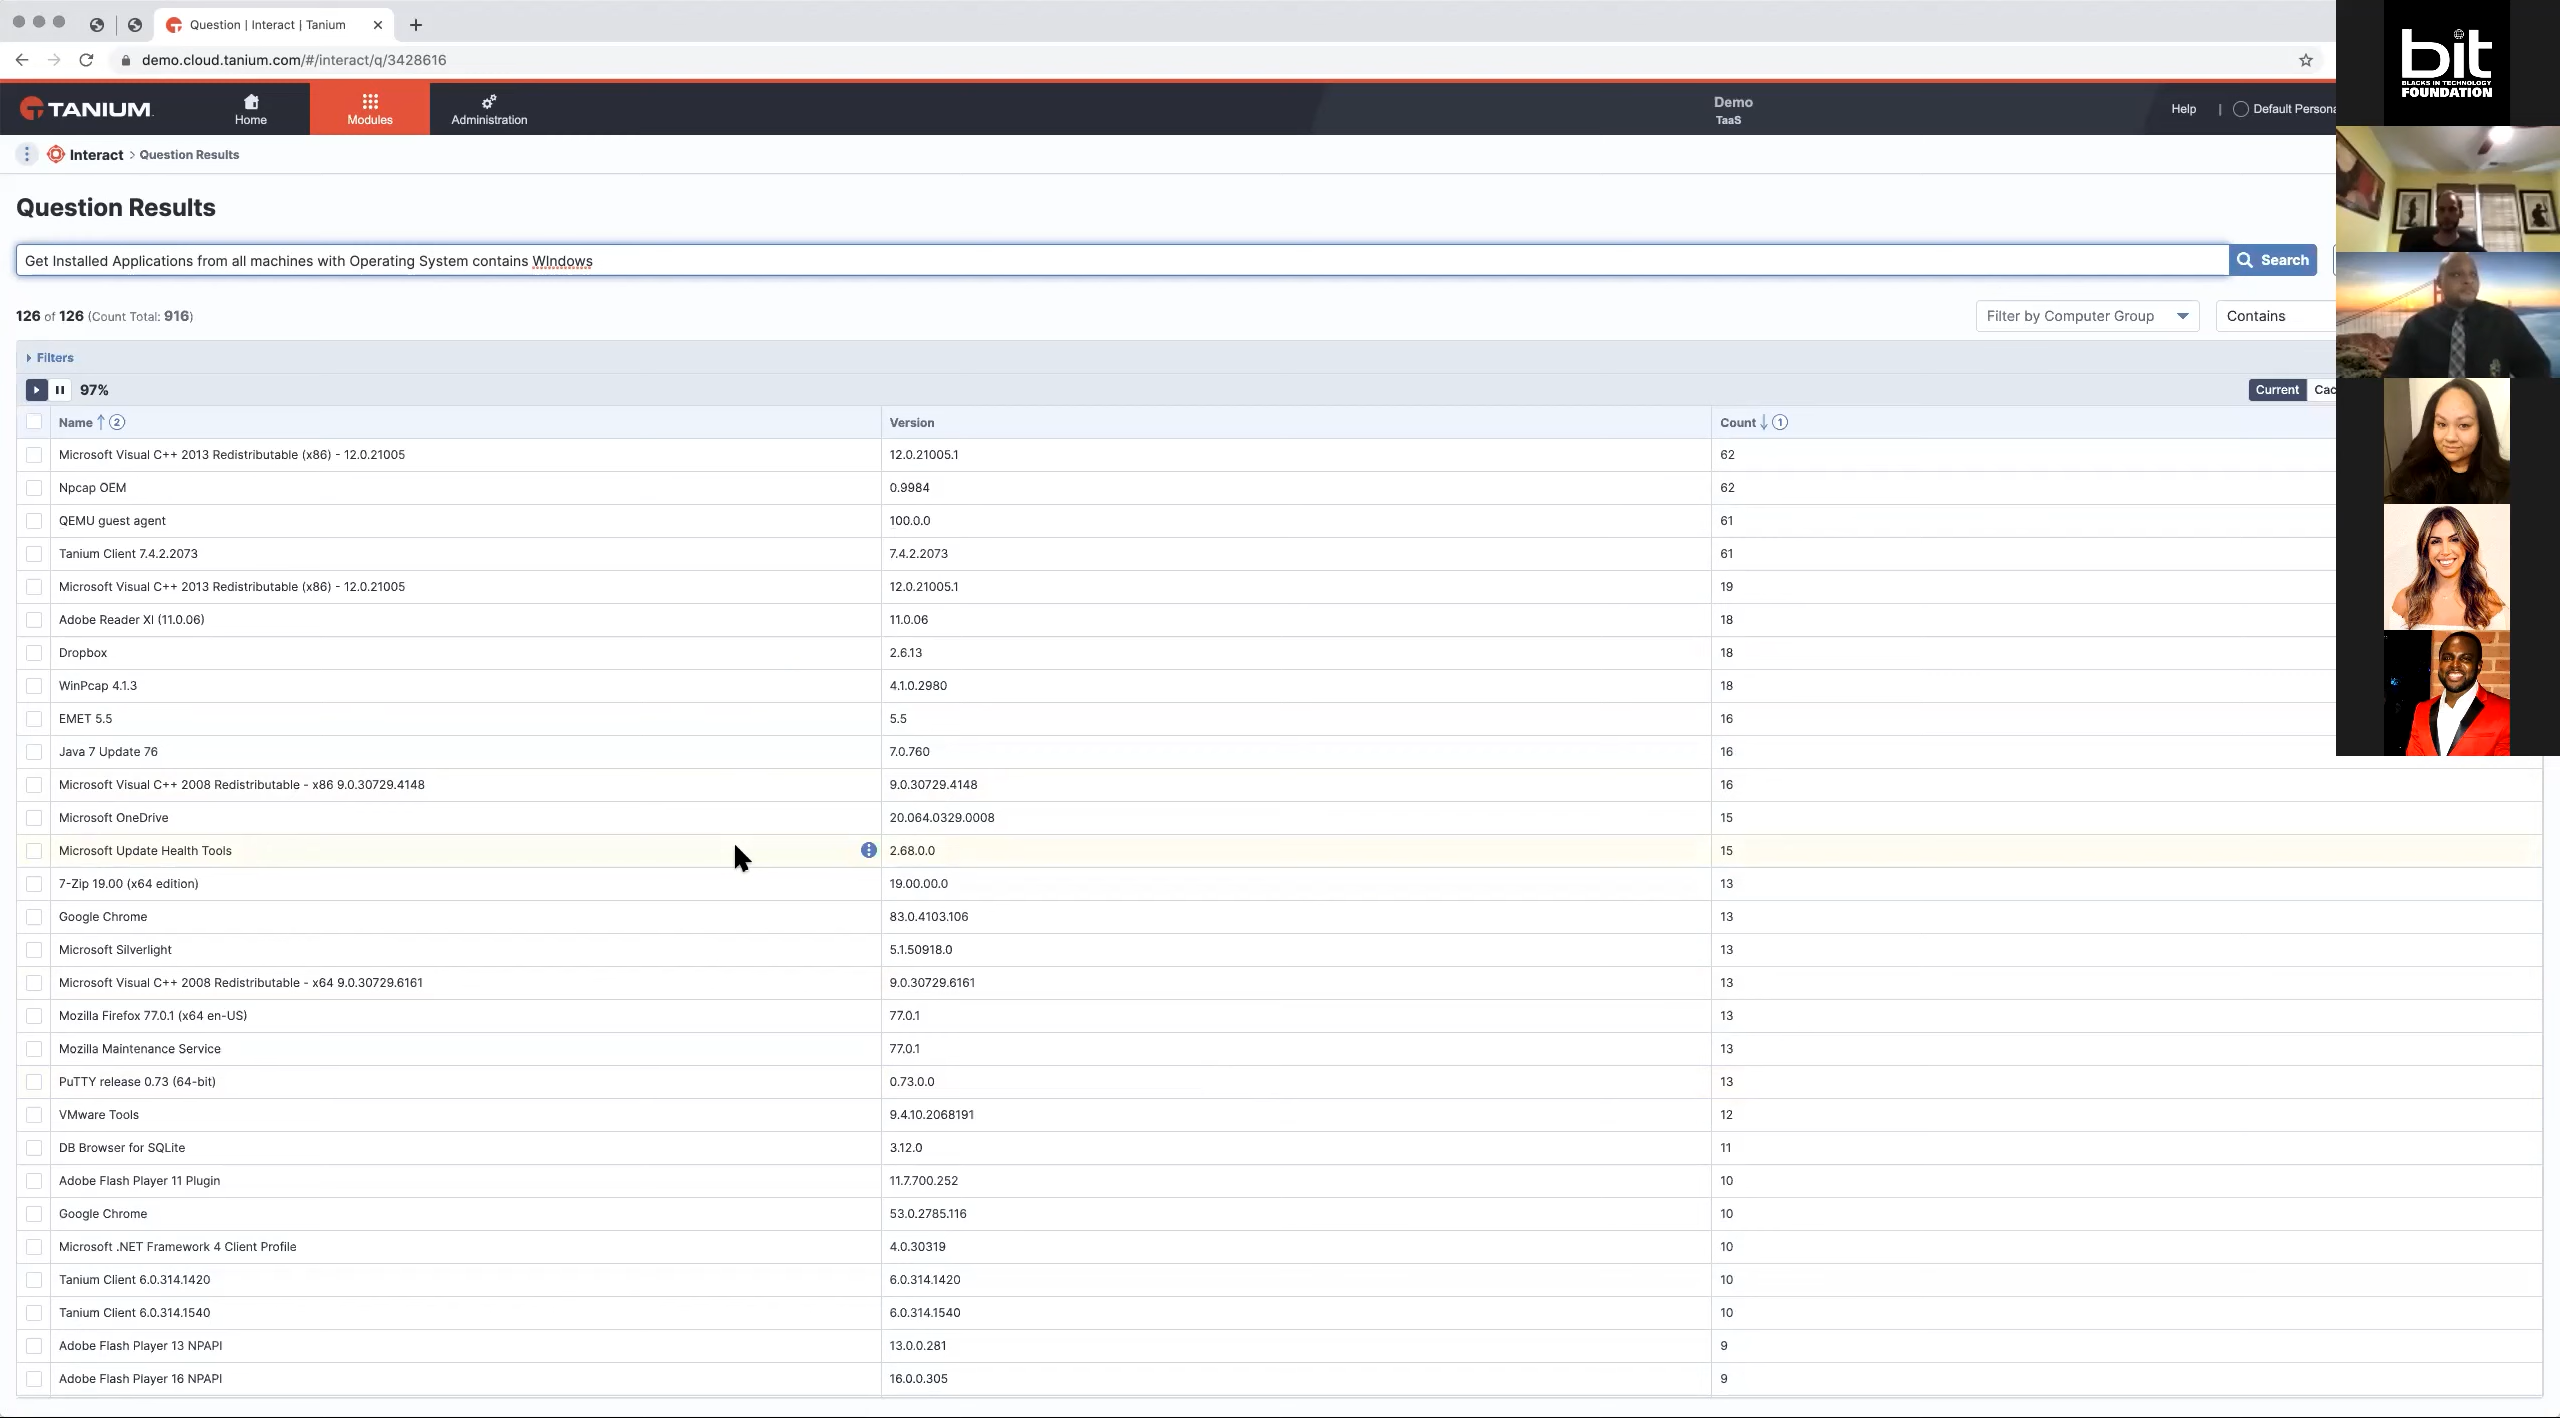 Question | Interact | Tanium
demo.cloud.tanium.com/#/interact/q/3428616
bit
BLACKS IN TECHNOLOGY
FOUNDATION
TANIUM
Home
Modules
Administration
Demo
TaaS
Help | Default Persona
Interact > Question Results
Question Results
Get Installed Applications from all machines with Operating System contains WIndows
Search
126 of 126 (Count Total: 916)
Filter by Computer Group
Contains
Filters
97%
Current
Cac
Name 2 Version Count 1
Microsoft Visual C++ 2013 Redistributable (x86) - 12.0.21005 12.0.21005.1 62
Npcap OEM 0.9984 62
QEMU guest agent 100.0.0 61
Tanium Client 7.4.2.2073 7.4.2.2073 61
Microsoft Visual C++ 2013 Redistributable (x86) - 12.0.21005 12.0.21005.1 19
Adobe Reader XI (11.0.06) 11.0.06 18
Dropbox 2.6.13 18
WinPcap 4.1.3 4.1.0.2980 18
EMET 5.5 5.5 16
Java 7 Update 76 7.0.760 16
Microsoft Visual C++ 2008 Redistributable - x86 9.0.30729.4148 9.0.30729.4148 16
Microsoft OneDrive 20.064.0329.0008 15
Microsoft Update Health Tools 2.68.0.0 15
7-Zip 19.00 (x64 edition) 19.00.00.0 13
Google Chrome 83.0.4103.106 13
Microsoft Silverlight 5.1.50918.0 13
Microsoft Visual C++ 2008 Redistributable - x64 9.0.30729.6161 9.0.30729.6161 13
Mozilla Firefox 77.0.1 (x64 en-US) 77.0.1 13
Mozilla Maintenance Service 77.0.1 13
PuTTY release 0.73 (64-bit) 0.73.0.0 13
VMware Tools 9.4.10.2068191 12
DB Browser for SQLite 3.12.0 11
Adobe Flash Player 11 Plugin 11.7.700.252 10
Google Chrome 53.0.2785.116 10
Microsoft .NET Framework 4 Client Profile 4.0.30319 10
Tanium Client 6.0.314.1420 6.0.314.1420 10
Tanium Client 6.0.314.1540 6.0.314.1540 10
Adobe Flash Player 13 NPAPI 13.0.0.281 9
Adobe Flash Player 16 NPAPI 16.0.0.305 9